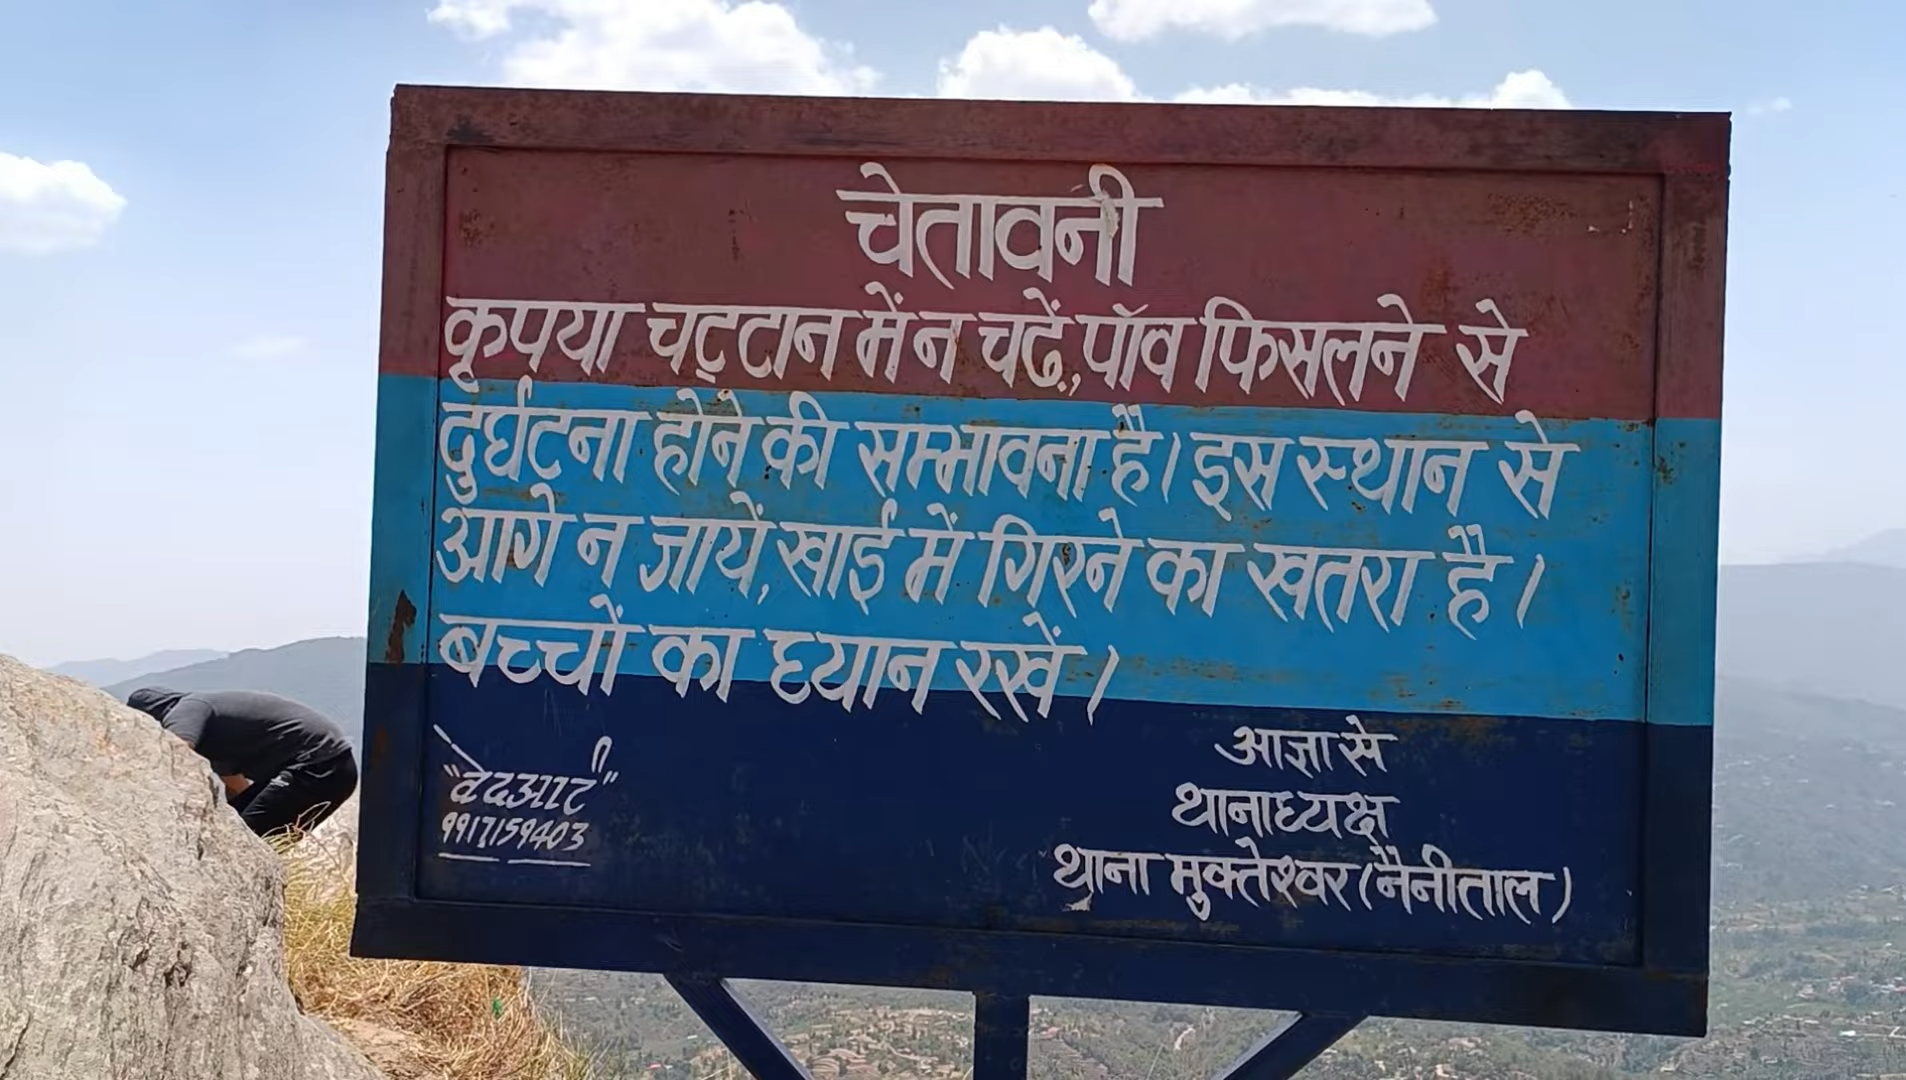 चेतावनी
कृपया चट्टान में न चढ़ें, पॉव फिसलने से
दुर्घटना होने की सम्भावना है। इस स्थान से
आगे न जायें, खाई में गिरने का खतरा है।
बच्चों का ध्यान रखें।
आज्ञा से
थानाध्यक्ष
थाना मुक्तेश्वर (नैनीताल)
"वेदआर्ट"
9917159403